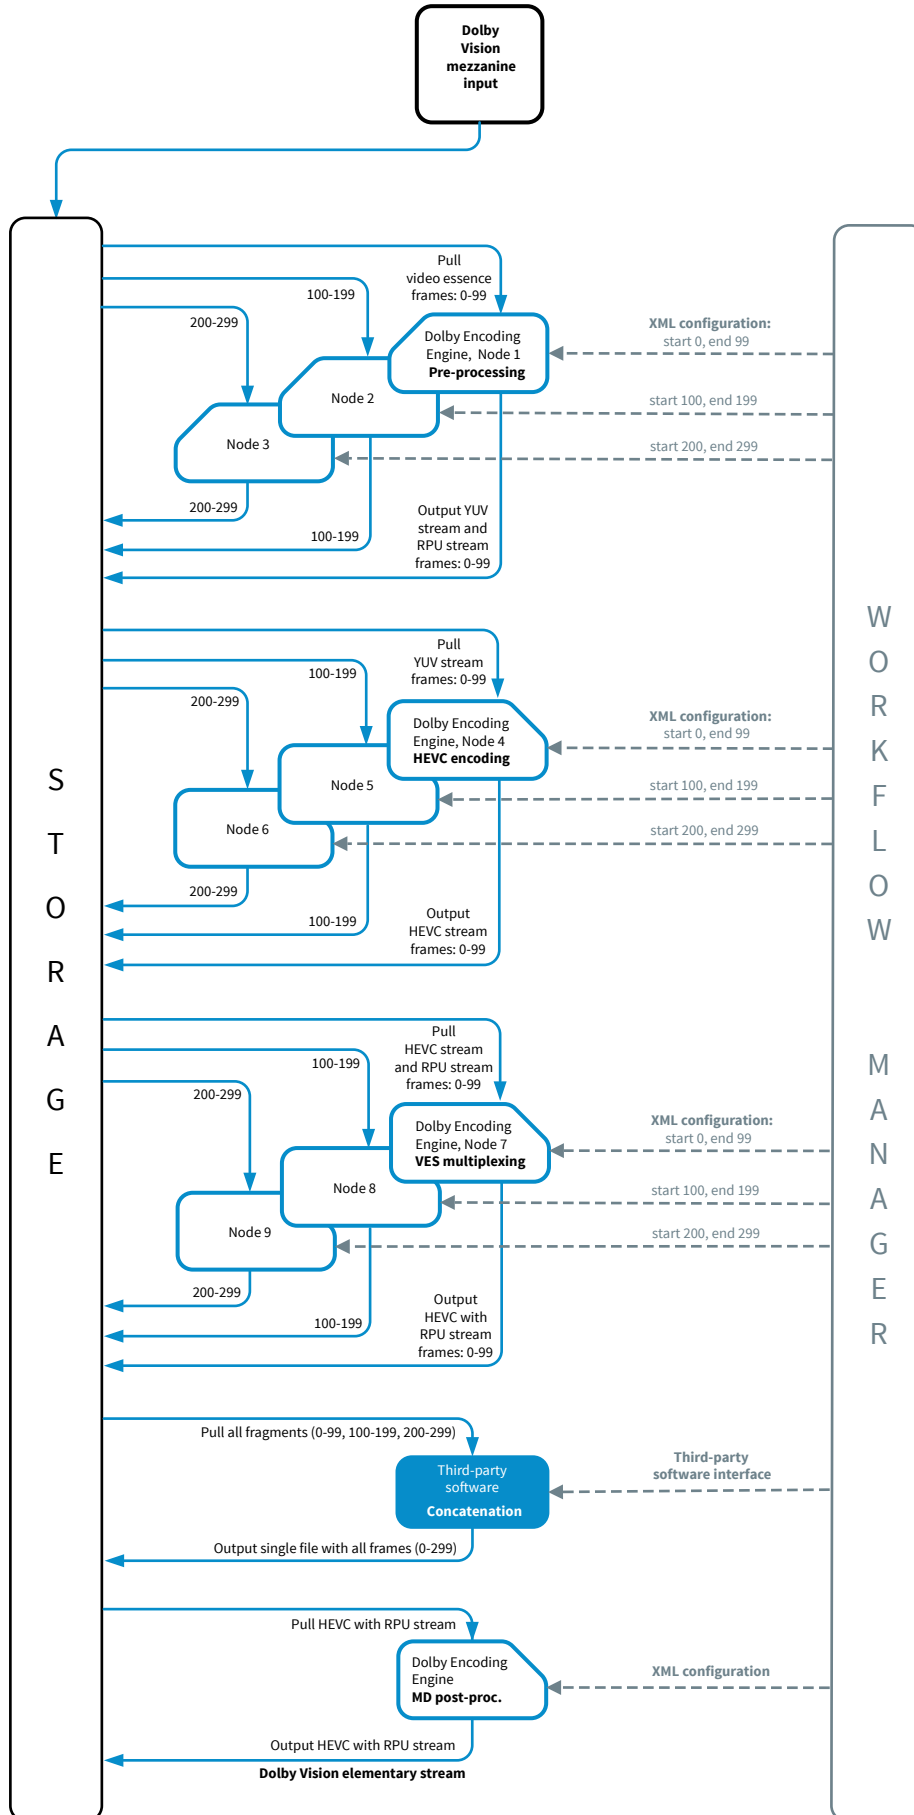 Dolby
Vision
mezzanine
input
Pull
video essence
frames: 0-99
100-199
200-299
Dolby Encoding
Engine, Node 1
Pre-processing
Node 2
Node 3
XML configuration:
start 0, end 99
start 100, end 199
start 200, end 299
200-299
100-199
Output YUV
stream and
RPU stream
frames: 0-99
Pull
YUV stream
frames: 0-99
100-199
200-299
Dolby Encoding
Engine, Node 4
HEVC encoding
Node 5
Node 6
XML configuration:
start 0, end 99
start 100, end 199
start 200, end 299
200-299
100-199
Output
HEVC stream
frames: 0-99
Pull
HEVC stream
and RPU stream
frames: 0-99
100-199
200-299
Dolby Encoding
Engine, Node 7
VES multiplexing
Node 8
Node 9
XML configuration:
start 0, end 99
start 100, end 199
start 200, end 299
200-299
100-199
Output
HEVC with
RPU stream
frames: 0-99
Pull all fragments (0-99, 100-199, 200-299)
Third-party
software
Concatenation
Third-party
software interface
Output single file with all frames (0-299)
Pull HEVC with RPU stream
Dolby Encoding
Engine
MD post-proc.
XML configuration
Output HEVC with RPU stream
Dolby Vision elementary stream
STORAGE
WORKFLOW MANAGER